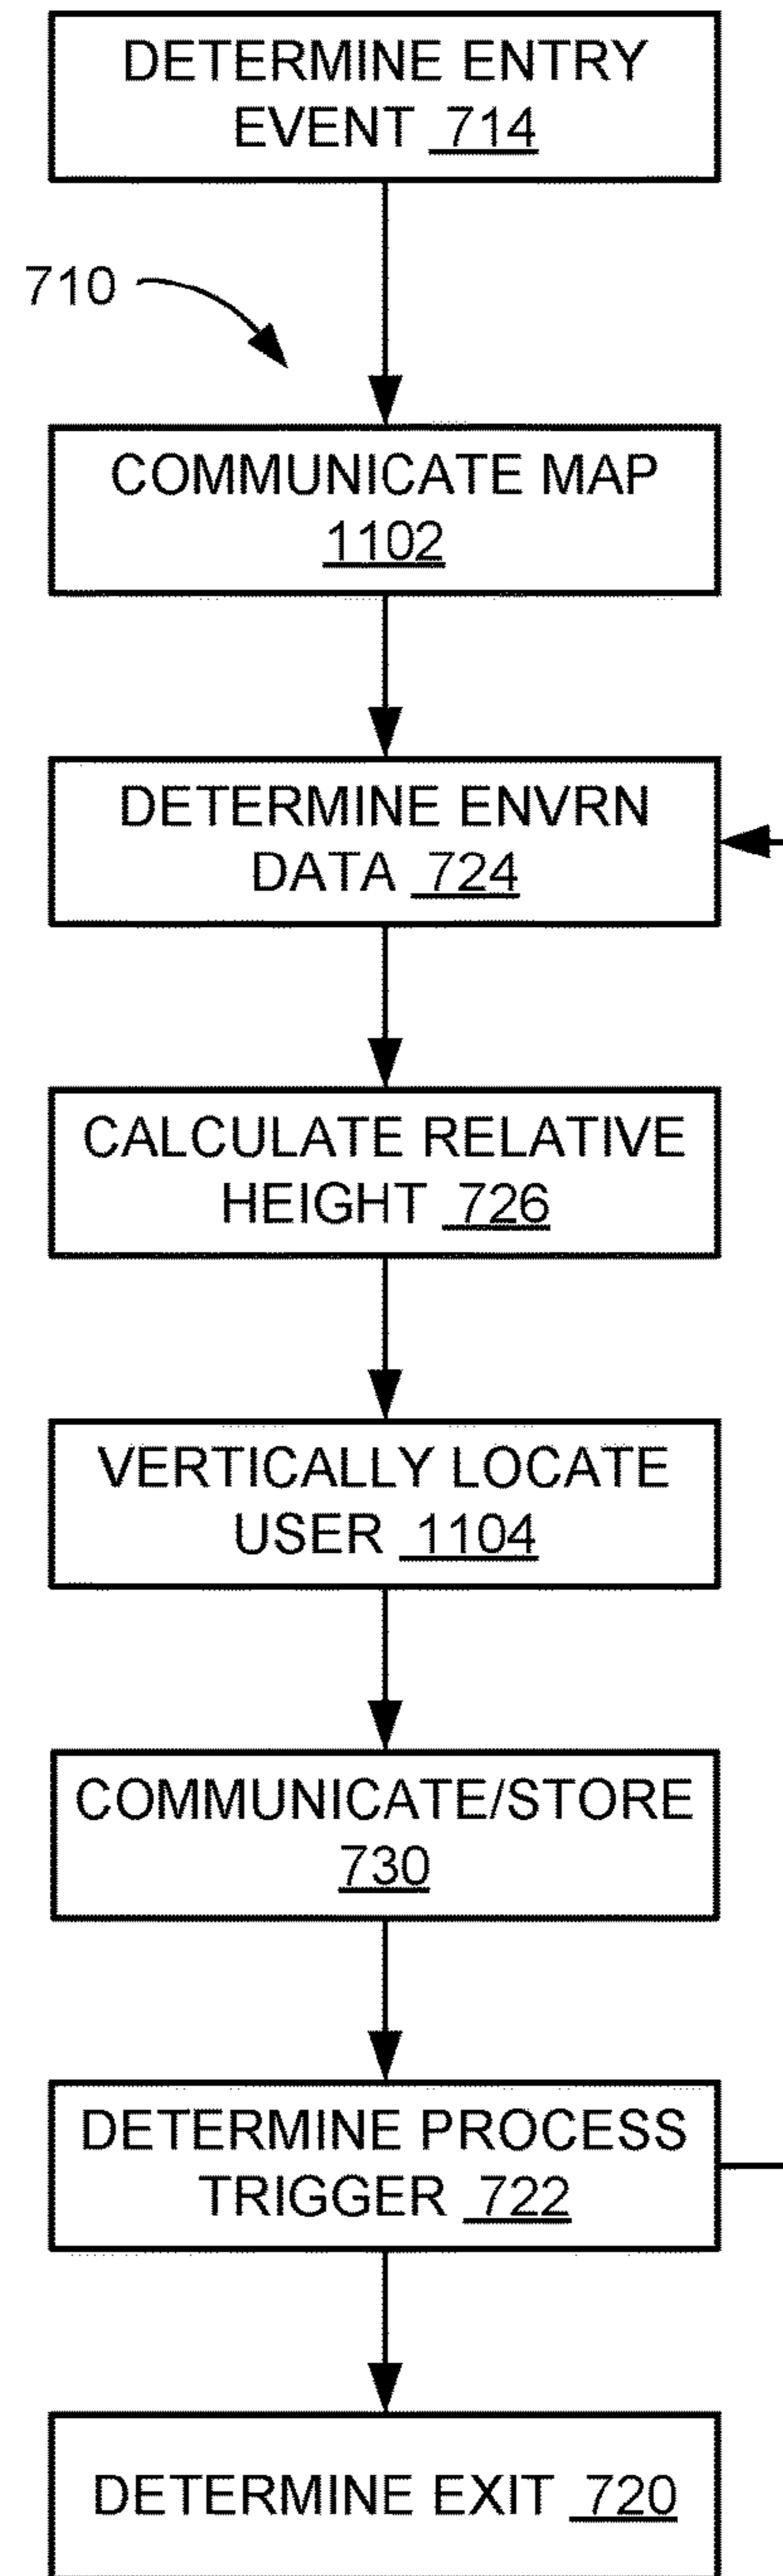 DETERMINE ENTRY
EVENT 714
710
COMMUNICATE MAP
1102
DETERMINE ENVRN
DATA 724
CALCULATE RELATIVE
HEIGHT 726
VERTICALLY LOCATE
USER 1104
COMMUNICATE/STORE
730
DETERMINE PROCESS
TRIGGER 722
DETERMINE EXIT 720